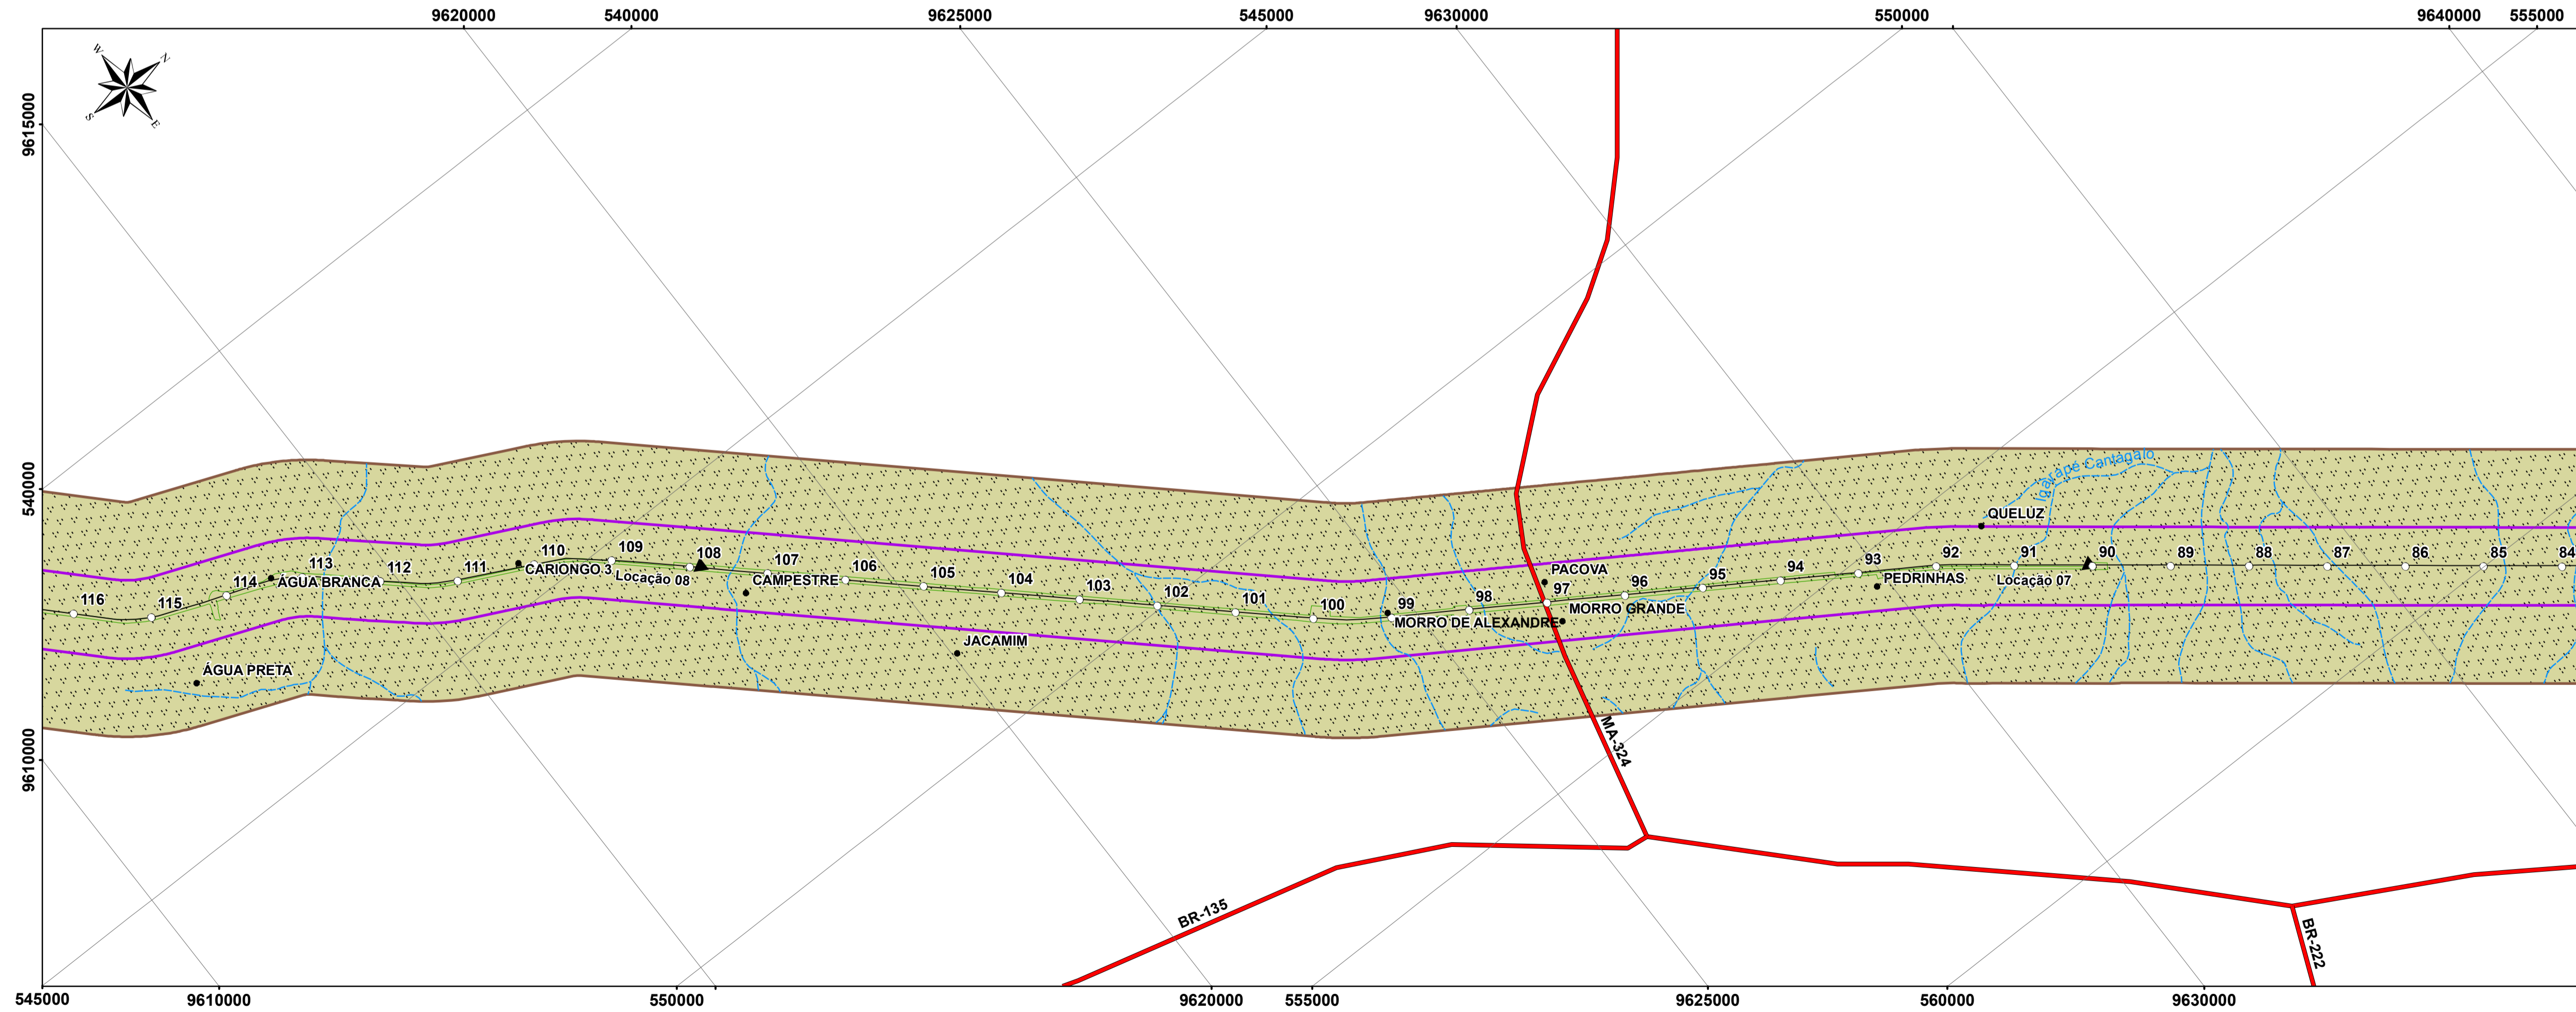 9620000 540000 9625000 545000 9630000 550000 9640000 555000
W N
S E
9615000
540000
9610000
Igarapé Cantagalo
QUELUZ
116 115 114 113 112 111 110 109 108 107 106 105 104 103 102 101 100 99 98 97 96 95 94 93 92 91 90 89 88 87 86 85 84
ÁGUA BRANCA
CARIONGO 3
Locação 08
CAMPESTRE
PACOVA
PEDRINHAS
Locação 07
MORRO GRANDE
MORRO DE ALEXANDRE
JACAMIM
ÁGUA PRETA
MA-324
BR-135
BR-222
545000 9610000 550000 9620000 555000 9625000 560000 9630000